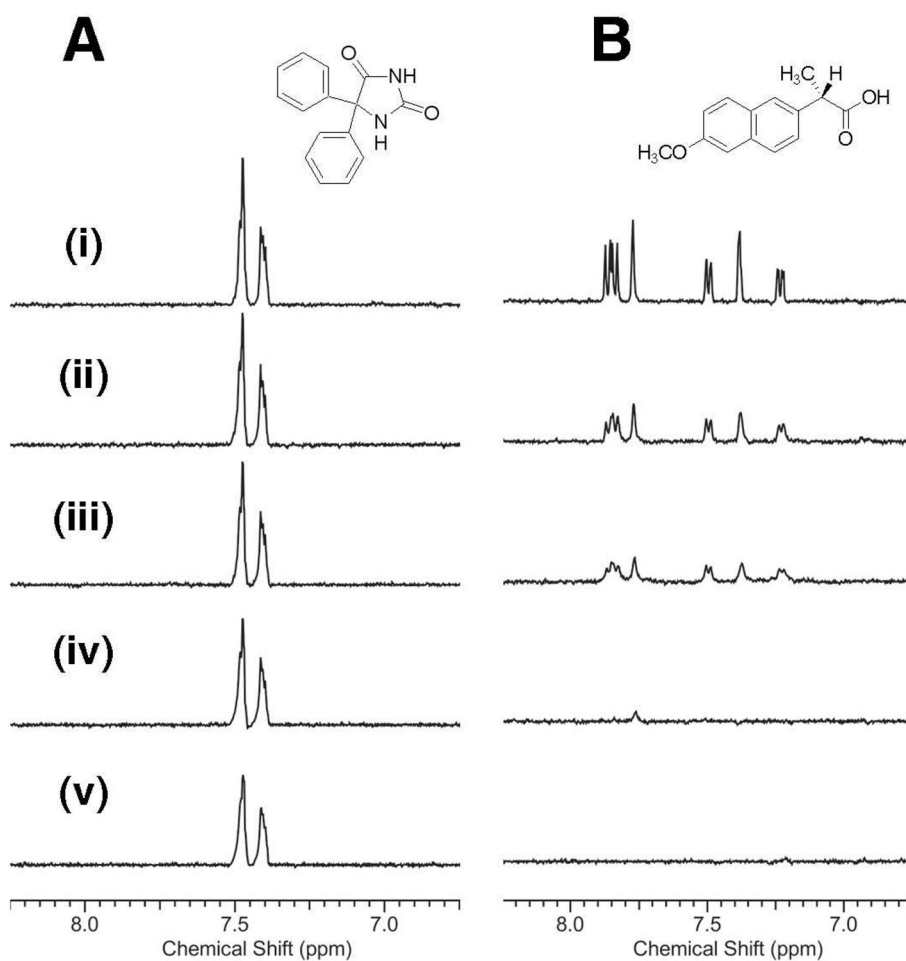 A
B
O
NH
N
H
O
H₃C
H
OH
O
H₃CO
(i)
(ii)
(iii)
(iv)
(v)
8.0 7.5 7.0
Chemical Shift (ppm)
8.0 7.5 7.0
Chemical Shift (ppm)